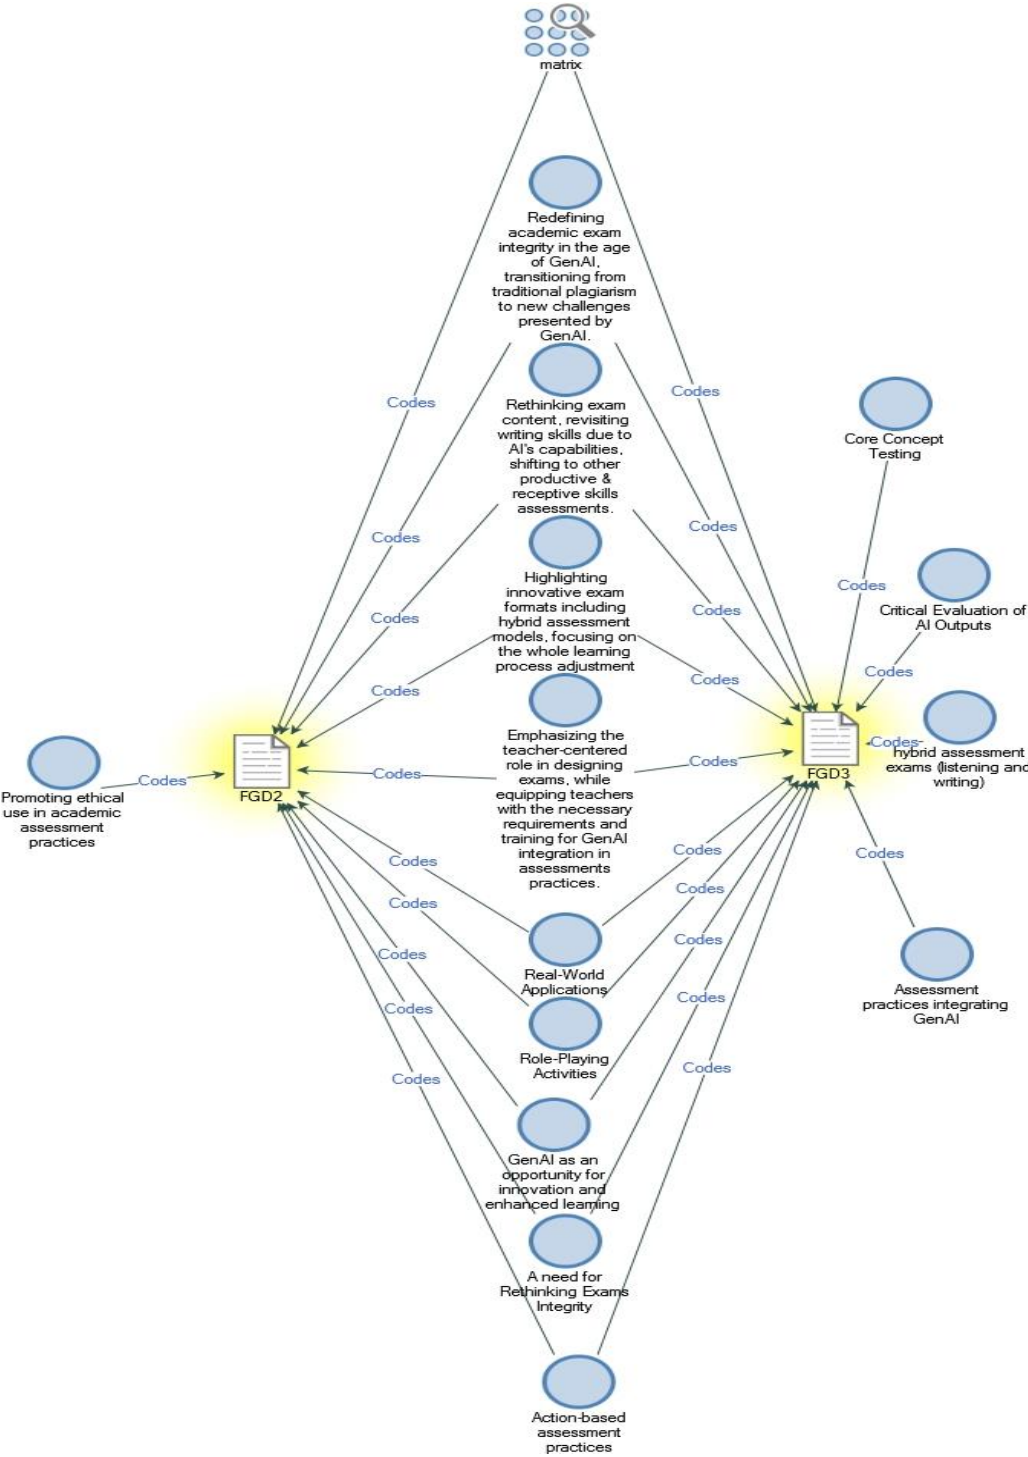 matrix
Redefining
academic exam
integrity in the age
of GenAI,
transitioning from
traditional plagiarism
to new challenges
presented by
GenAI.
Codes
Codes
Rethinking exam
content, revisiting
writing skills due to
AI's capabilities,
shifting to other
productive &
receptive skills
assessments.
Core Concept
Testing
Codes
Codes
Codes
Codes
Highlighting
innovative exam
formats including
hybrid assessment
models, focusing on
the whole learning
process adjustment
Codes
Codes
Critical Evaluation of
AI Outputs
Codes
Codes
Codes
Emphasizing the
teacher-centered
role in designing
exams, while
equipping teachers
with the necessary
requirements and
training for GenAI
integration in
assessments
practices.
Codes
hybrid assessment
exams (listening and
writing)
FGD2
FGD3
Codes
Codes
Codes
Promoting ethical
use in academic
assessment
practices
Codes
Codes
Codes
Codes
Codes
Real-World
Applications
Codes
Codes
Assessment
practices integrating
GenAI
Codes
Codes
Role-Playing
Activities
Codes
Codes
GenAI as an
opportunity for
innovation and
enhanced learning
A need for
Rethinking Exams
Integrity
Action-based
assessment
practices